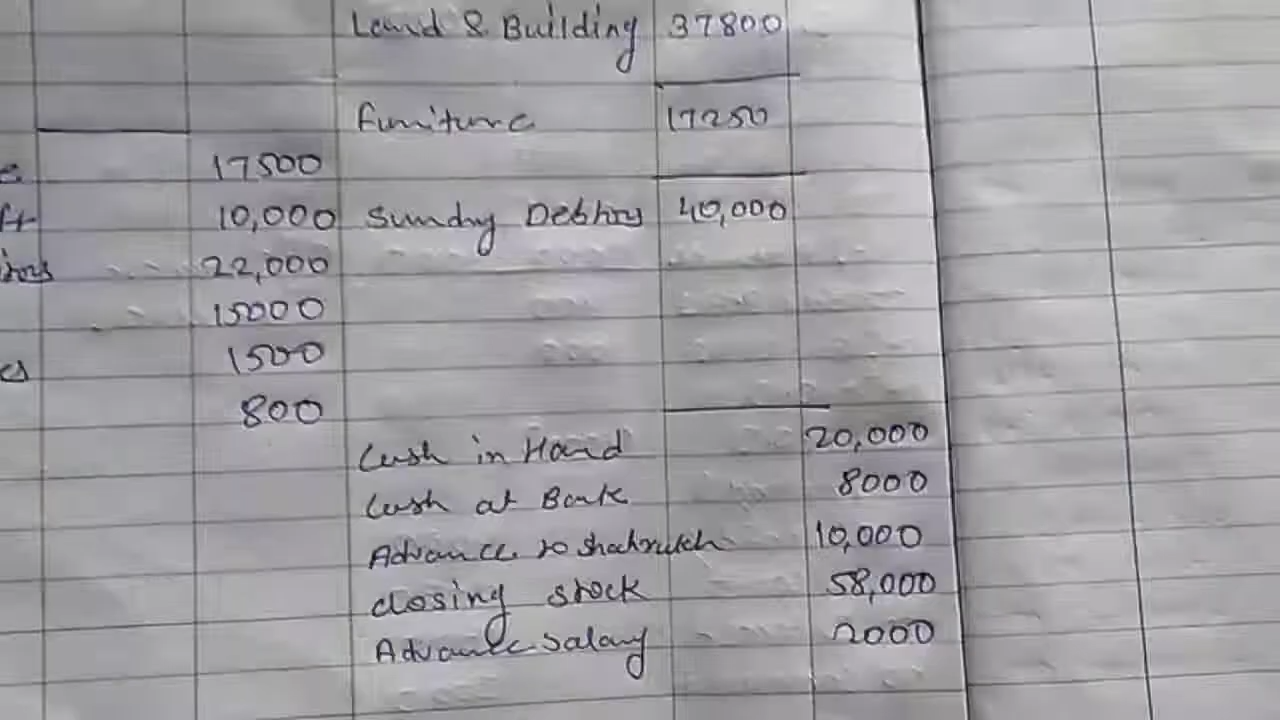 Land & Building 37800
Furniture 17250
17500
10,000 Sundry Debtors 40,000
22,000
15000
1500
800
Cash in Hand 20,000
Cash at Bank 8000
Advance to Shahrukh 10,000
closing stock 58,000
Advance salary 2000